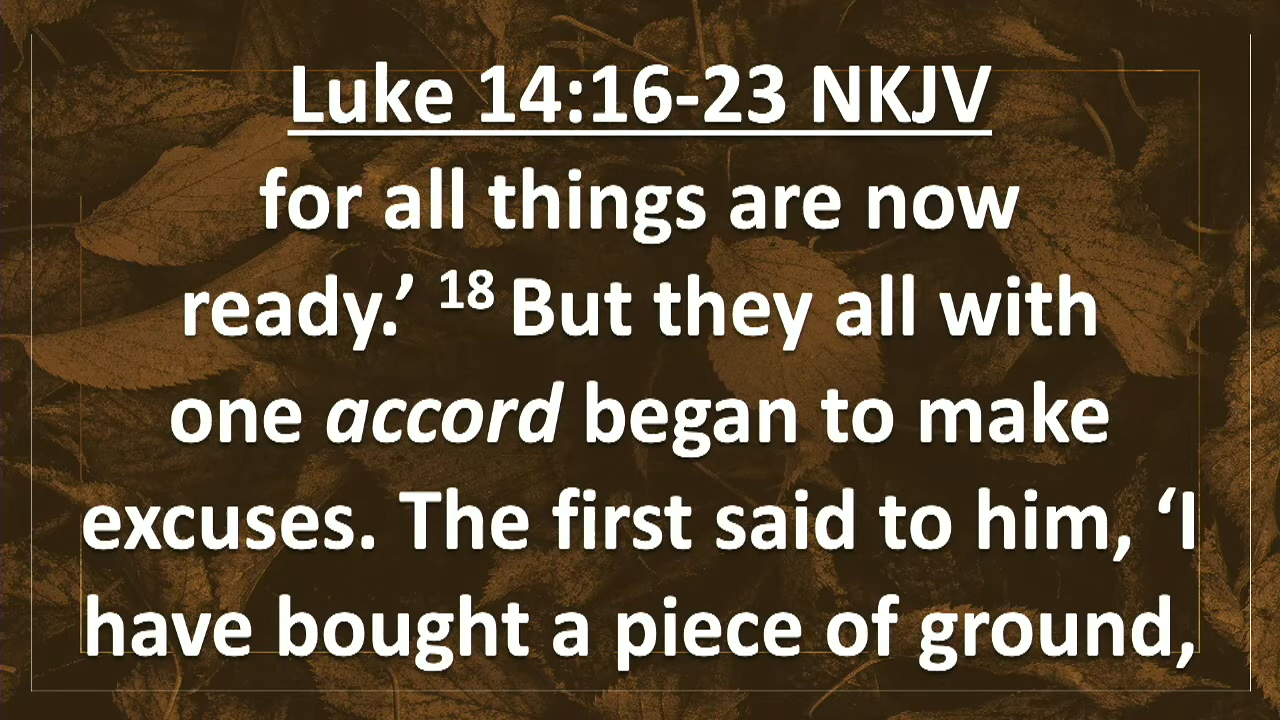 Luke 14:16-23 NKJV
for all things are now
ready.’ 18 But they all with
one accord began to make
excuses. The first said to him, ‘I
have bought a piece of ground,